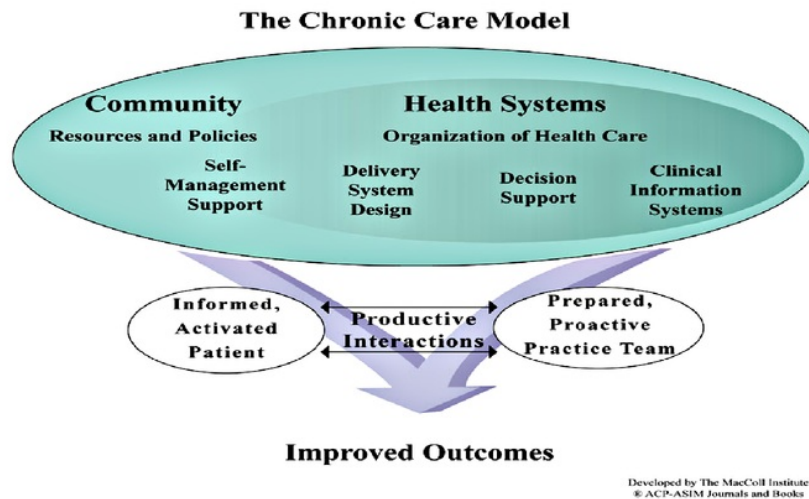 The Chronic Care Model
Community
Health Systems
Resources and Policies
Organization of Health Care
Self-
Management
Support
Delivery
System
Design
Decision
Support
Clinical
Information
Systems
Informed,
Activated
Patient
Productive
Interactions
Prepared,
Proactive
Practice Team
Improved Outcomes
Developed by The MacColl Institute
® ACP-ASIM Journals and Books